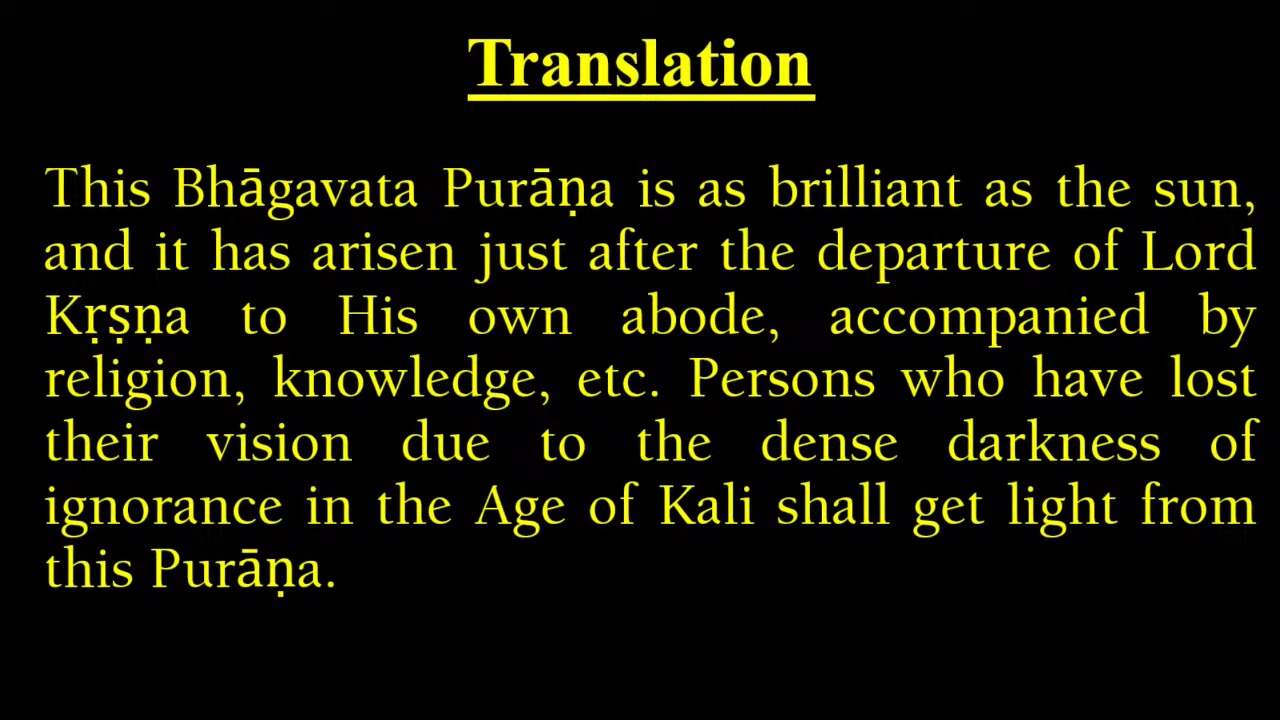 Translation
This Bhāgavata Purāṇa is as brilliant as the sun,
and it has arisen just after the departure of Lord
Kṛṣṇa to His own abode, accompanied by
religion, knowledge, etc. Persons who have lost
their vision due to the dense darkness of
ignorance in the Age of Kali shall get light from
this Purāṇa.